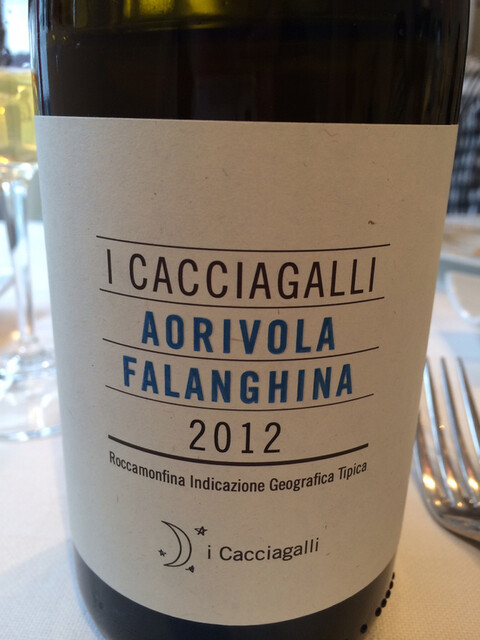 I CACCIAGALLI
AORIVOLA
FALANGHINA
2012
Roccamonfina Indicazione Geografica Tipica
i Cacciagalli